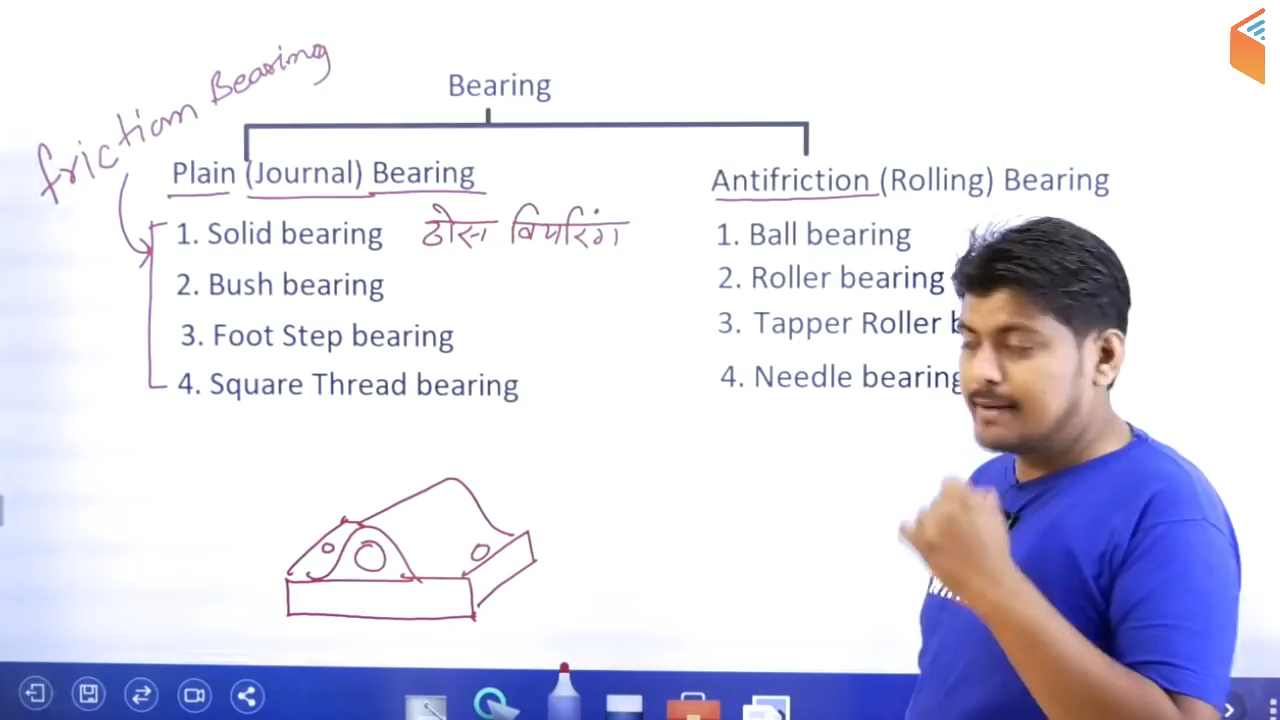 friction Bearing
Bearing
Plain (Journal) Bearing
1. Solid bearing ठोस बियरिंग
2. Bush bearing
3. Foot Step bearing
4. Square Thread bearing
Antifriction (Rolling) Bearing
1. Ball bearing
2. Roller bearing
3. Tapper Roller
4. Needle bearing